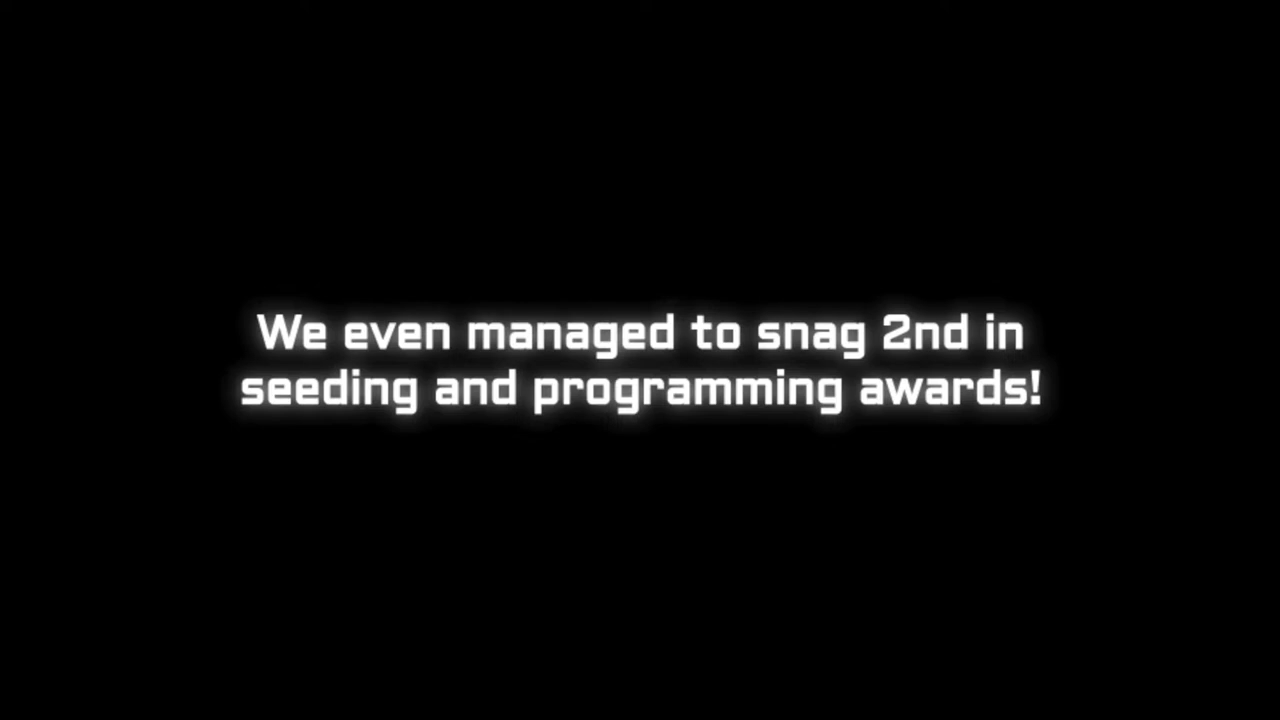 We even managed to snag 2nd in
seeding and programming awards!